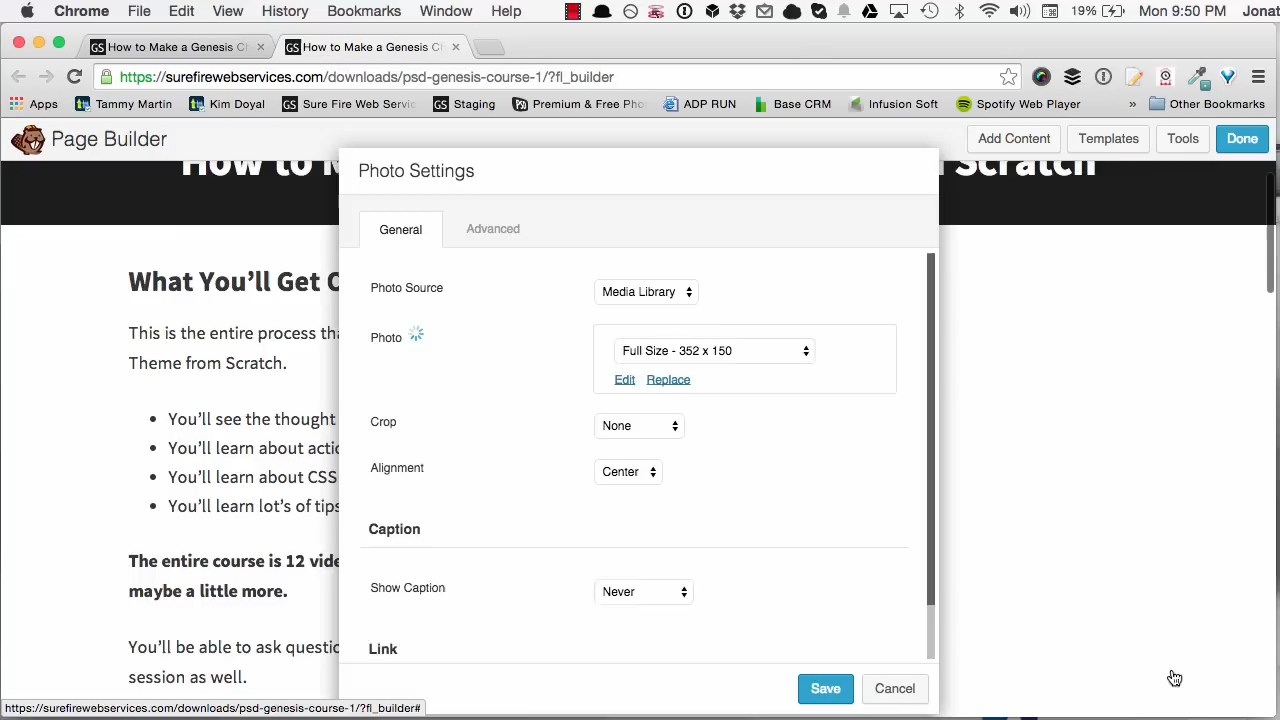 Chrome File Edit View History Bookmarks Window Help 19% Mon 9:50 PM Jonat
GS How to Make a Genesis C
GS How to Make a Genesis C
https://surefirewebservices.com/downloads/psd-genesis-course-1/?fl_builder
Apps Tammy Martin Kim Doyal GS Sure Fire Web Servic GS Staging Premium & Free Pho ADP RUN Base CRM Infusion Soft Spotify Web Player » Other Bookmarks
Page Builder
Add Content Templates Tools Done
How to M
Scratch
Photo Settings
General Advanced
What You'll Get
This is the entire process tha
Theme from Scratch.
• You'll see the thought
• You'll learn about actio
• You'll learn about CSS
• You'll learn lot's of tips
The entire course is 12 vide
maybe a little more.
You'll be able to ask questic
session as well.
Photo Source Media Library
Photo Full Size - 352 x 150
Edit Replace
Crop None
Alignment Center
Caption
Show Caption Never
Link
Save Cancel
https://surefirewebservices.com/downloads/psd-genesis-course-1/?fl_builder#